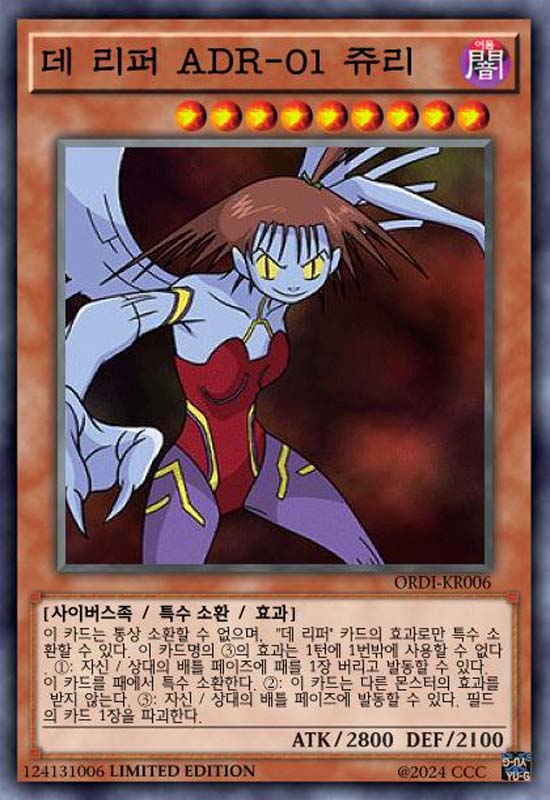 데 리퍼 ADR-01 쥬리
어둠
闇
ORDI-KR006
[사이버스족 / 특수 소환 / 효과]
이 카드는 통상 소환할 수 없으며, "데 리퍼" 카드의 효과로만 특수 소
환할 수 있다. 이 카드명의 ③의 효과는 1턴에 1번밖에 사용할 수 없다
①: 자신 / 상대의 배틀 페이즈에 패를 1장 버리고 발동할 수 있다.
이 카드를 패에서 특수 소환한다. ②: 이 카드는 다른 몬스터의 효과를
받지 않는다. ③: 자신 / 상대의 배틀 페이즈에 발동할 수 있다. 필드
의 카드 1장을 파괴한다.
ATK/2800 DEF/2100
124131006 LIMITED EDITION
@2024 CCC
YU-G